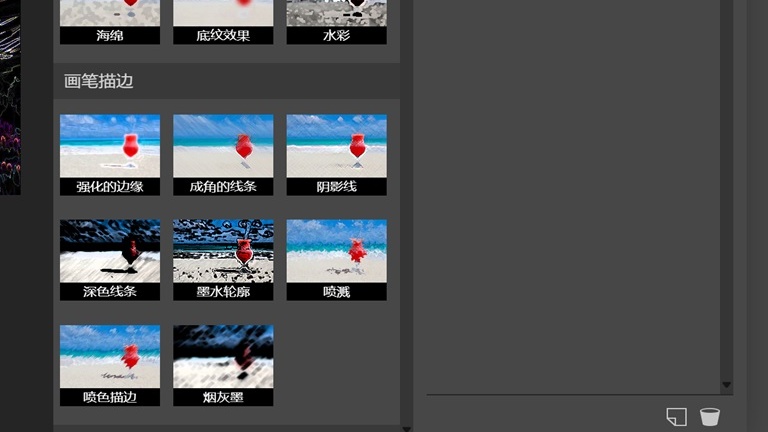 海绵
底纹效果
水彩
画笔描边
强化的边缘
成角的线条
阴影线
深色线条
墨水轮廓
喷溅
喷色描边
烟灰墨